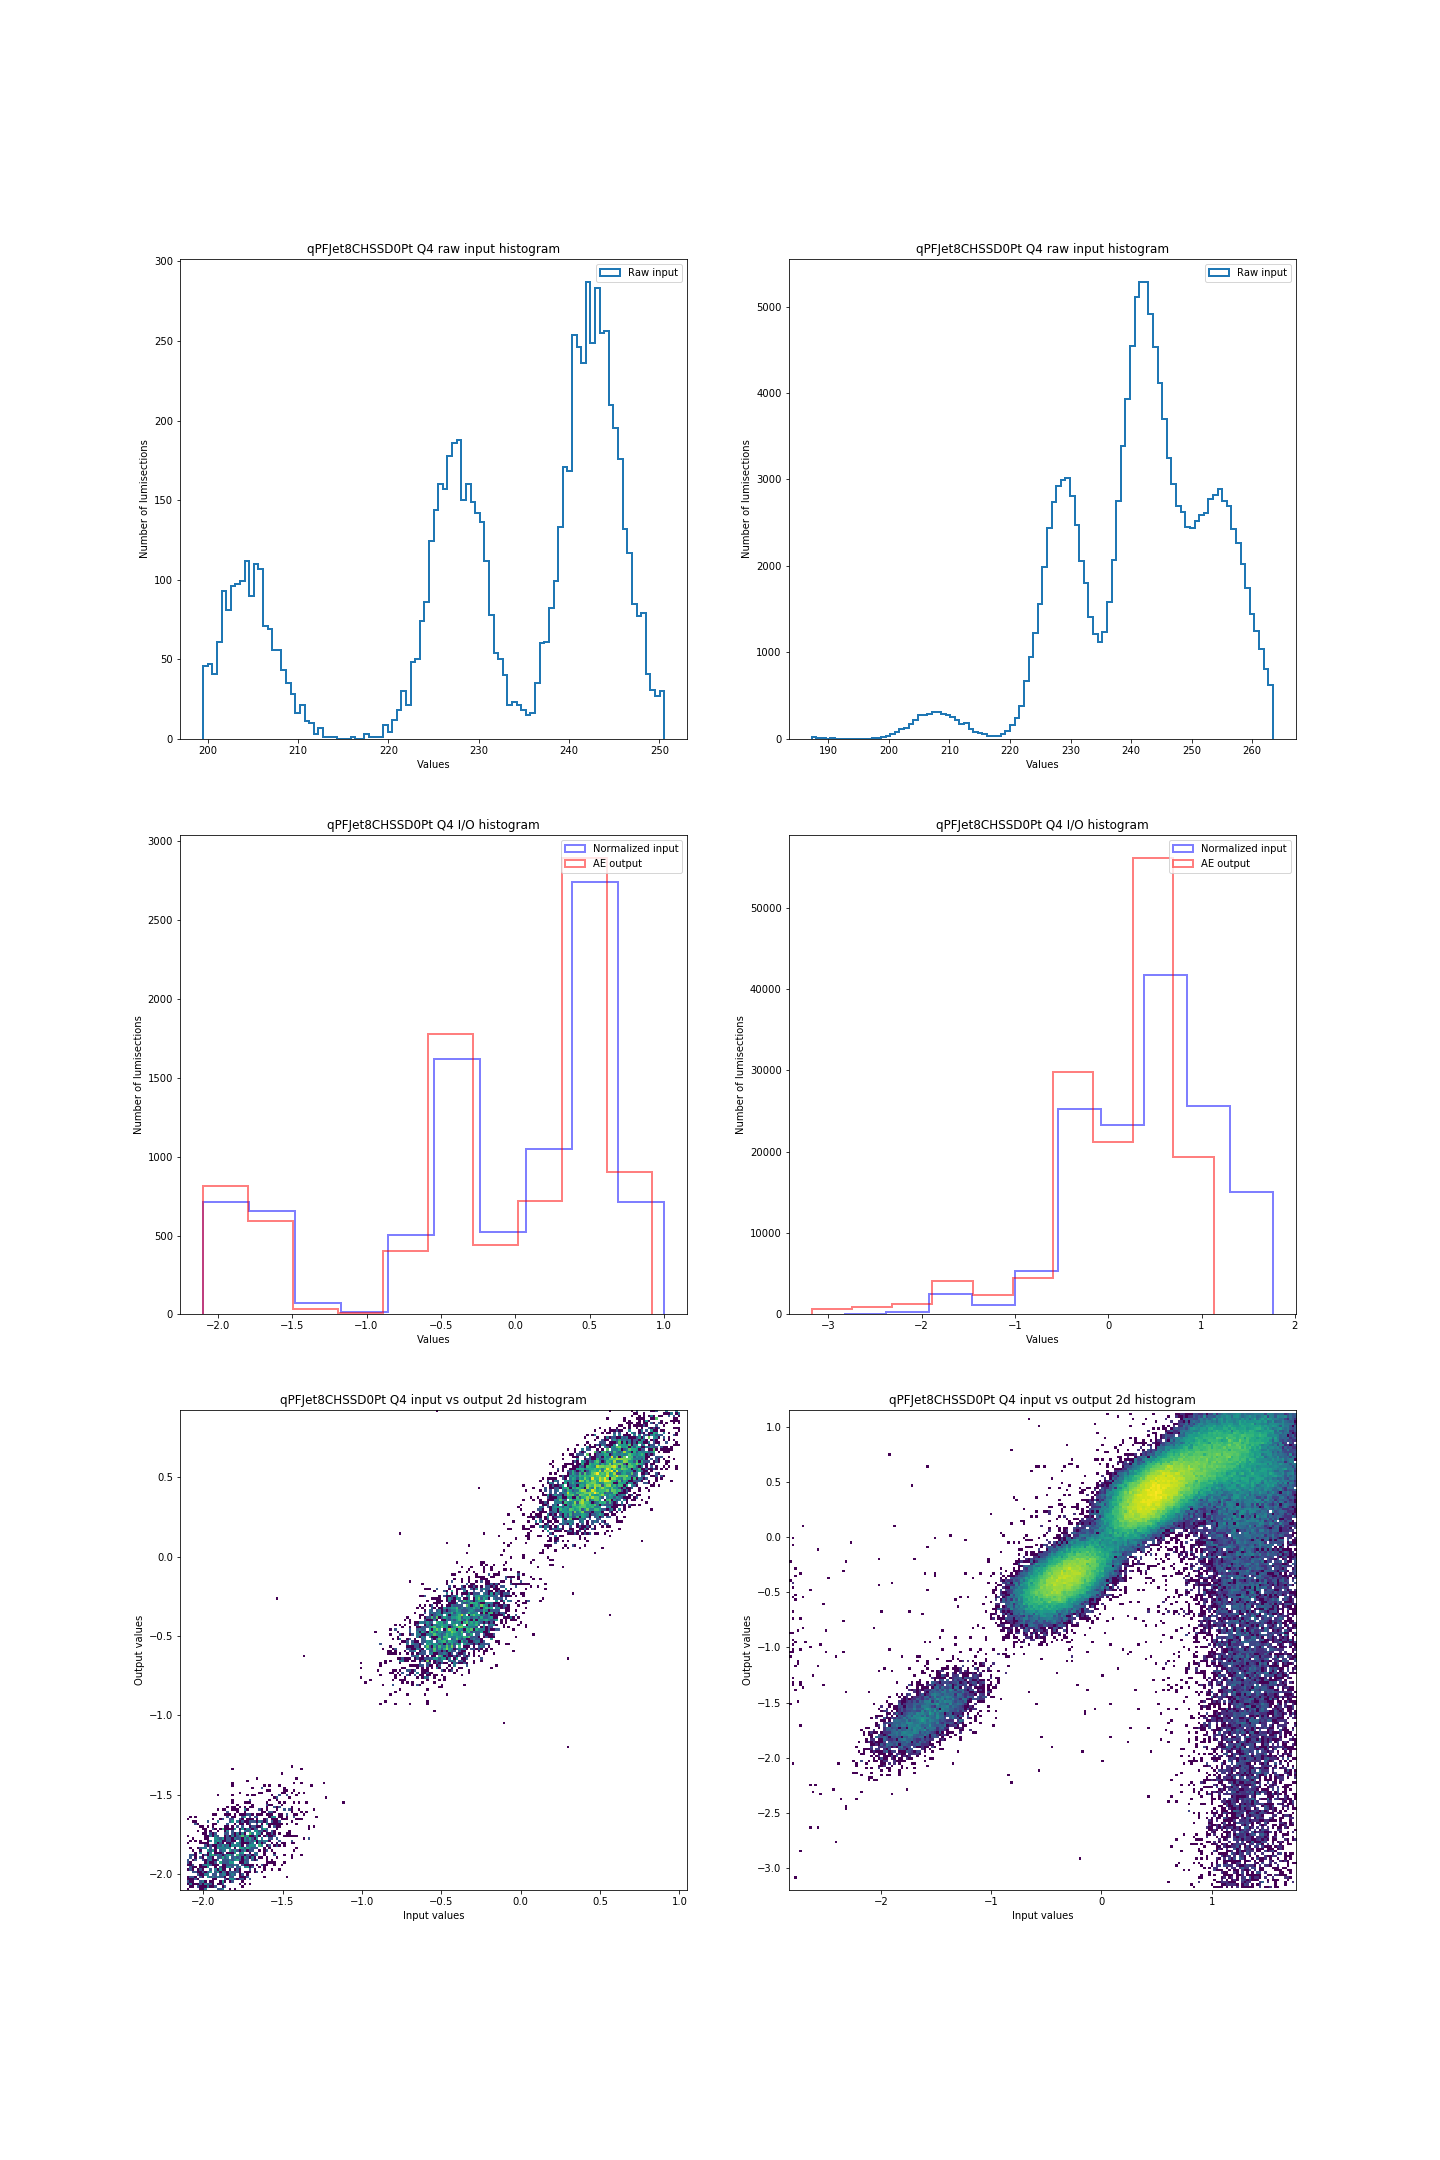 qPFJet8CHSSD0Pt Q4 raw input histogram
Raw input
300
250
200
150
100
50
0
Number of lumisections
200 210 220 230 240 250
Values
qPFJet8CHSSD0Pt Q4 raw input histogram
Raw input
5000
4000
3000
2000
1000
0
Number of lumisections
190 200 210 220 230 240 250 260
Values
qPFJet8CHSSD0Pt Q4 I/O histogram
Normalized input
AE output
3000
2500
2000
1500
1000
500
0
Number of lumisections
−2.0 −1.5 −1.0 −0.5 0.0 0.5 1.0
Values
qPFJet8CHSSD0Pt Q4 I/O histogram
Normalized input
AE output
50000
40000
30000
20000
10000
0
Number of lumisections
−3 −2 −1 0 1 2
Values
qPFJet8CHSSD0Pt Q4 input vs output 2d histogram
0.5
0.0
−0.5
−1.0
−1.5
−2.0
Output values
−2.0 −1.5 −1.0 −0.5 0.0 0.5 1.0
Input values
qPFJet8CHSSD0Pt Q4 input vs output 2d histogram
1.0
0.5
0.0
−0.5
−1.0
−1.5
−2.0
−2.5
−3.0
Output values
−2 −1 0 1
Input values